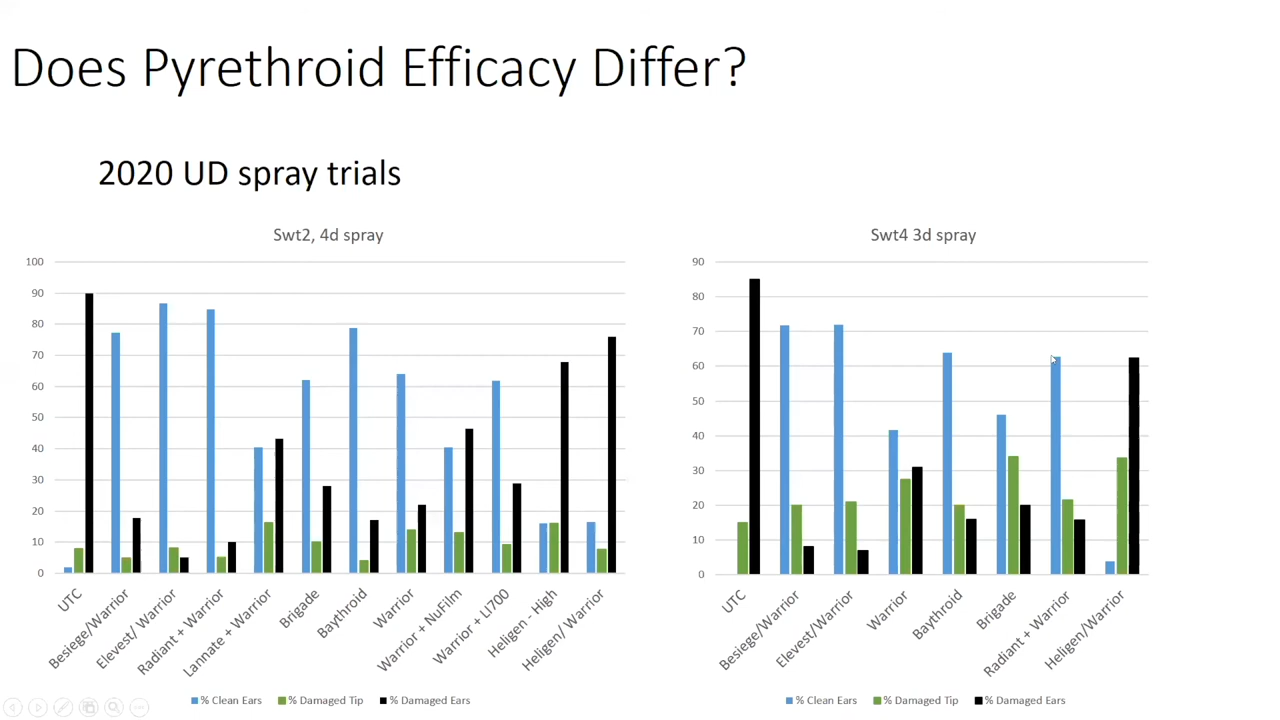 Does Pyrethroid Efficacy Differ?
2020 UD spray trials
Swt2, 4d spray
100
90
80
70
60
50
40
30
20
10
0
UTC
Besiege/Warrior
Elevest/ Warrior
Radiant + Warrior
Lannate + Warrior
Brigade
Baythroid
Warrior
Warrior + NuFilm
Warrior + LI700
Heligen - High
Heligen/ Warrior
% Clean Ears
% Damaged Tip
% Damaged Ears
Swt4 3d spray
90
80
70
60
50
40
30
20
10
0
UTC
Besiege/Warrior
Elevest/Warrior
Warrior
Baythroid
Brigade
Radiant + Warrior
Heligen/Warrior
% Clean Ears
% Damaged Tip
% Damaged Ears